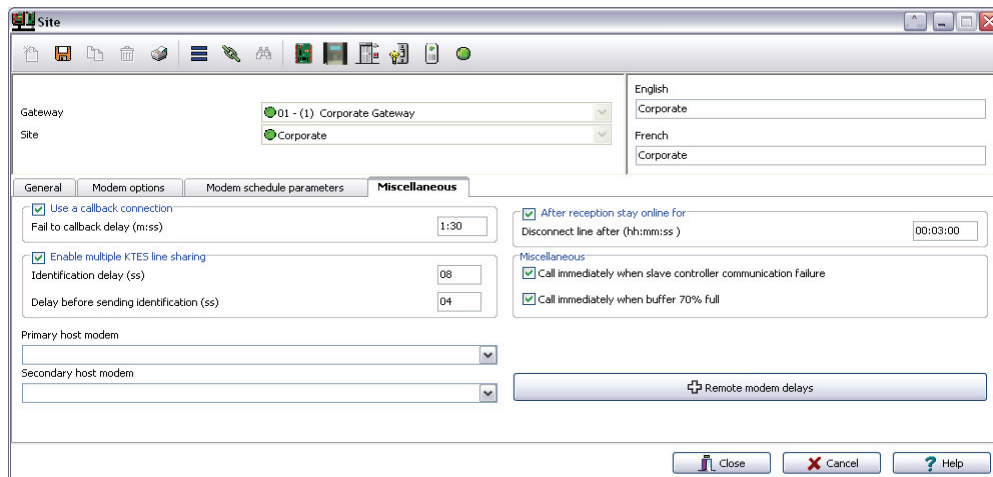 Site
English
Gateway
01 - (1) Corporate Gateway
Corporate
Site
Corporate
French
Corporate
General
Modem options
Modem schedule parameters
Miscellaneous
Use a callback connection
Fail to callback delay (m:ss)
1:30
After reception stay online for
Disconnect line after (hh:mm:ss )
00:03:00
Enable multiple KTES line sharing
Identification delay (ss)
08
Delay before sending identification (ss)
04
Miscellaneous
Call immediately when slave controller communication failure
Call immediately when buffer 70% full
Primary host modem
Secondary host modem
Remote modem delays
Close
Cancel
Help